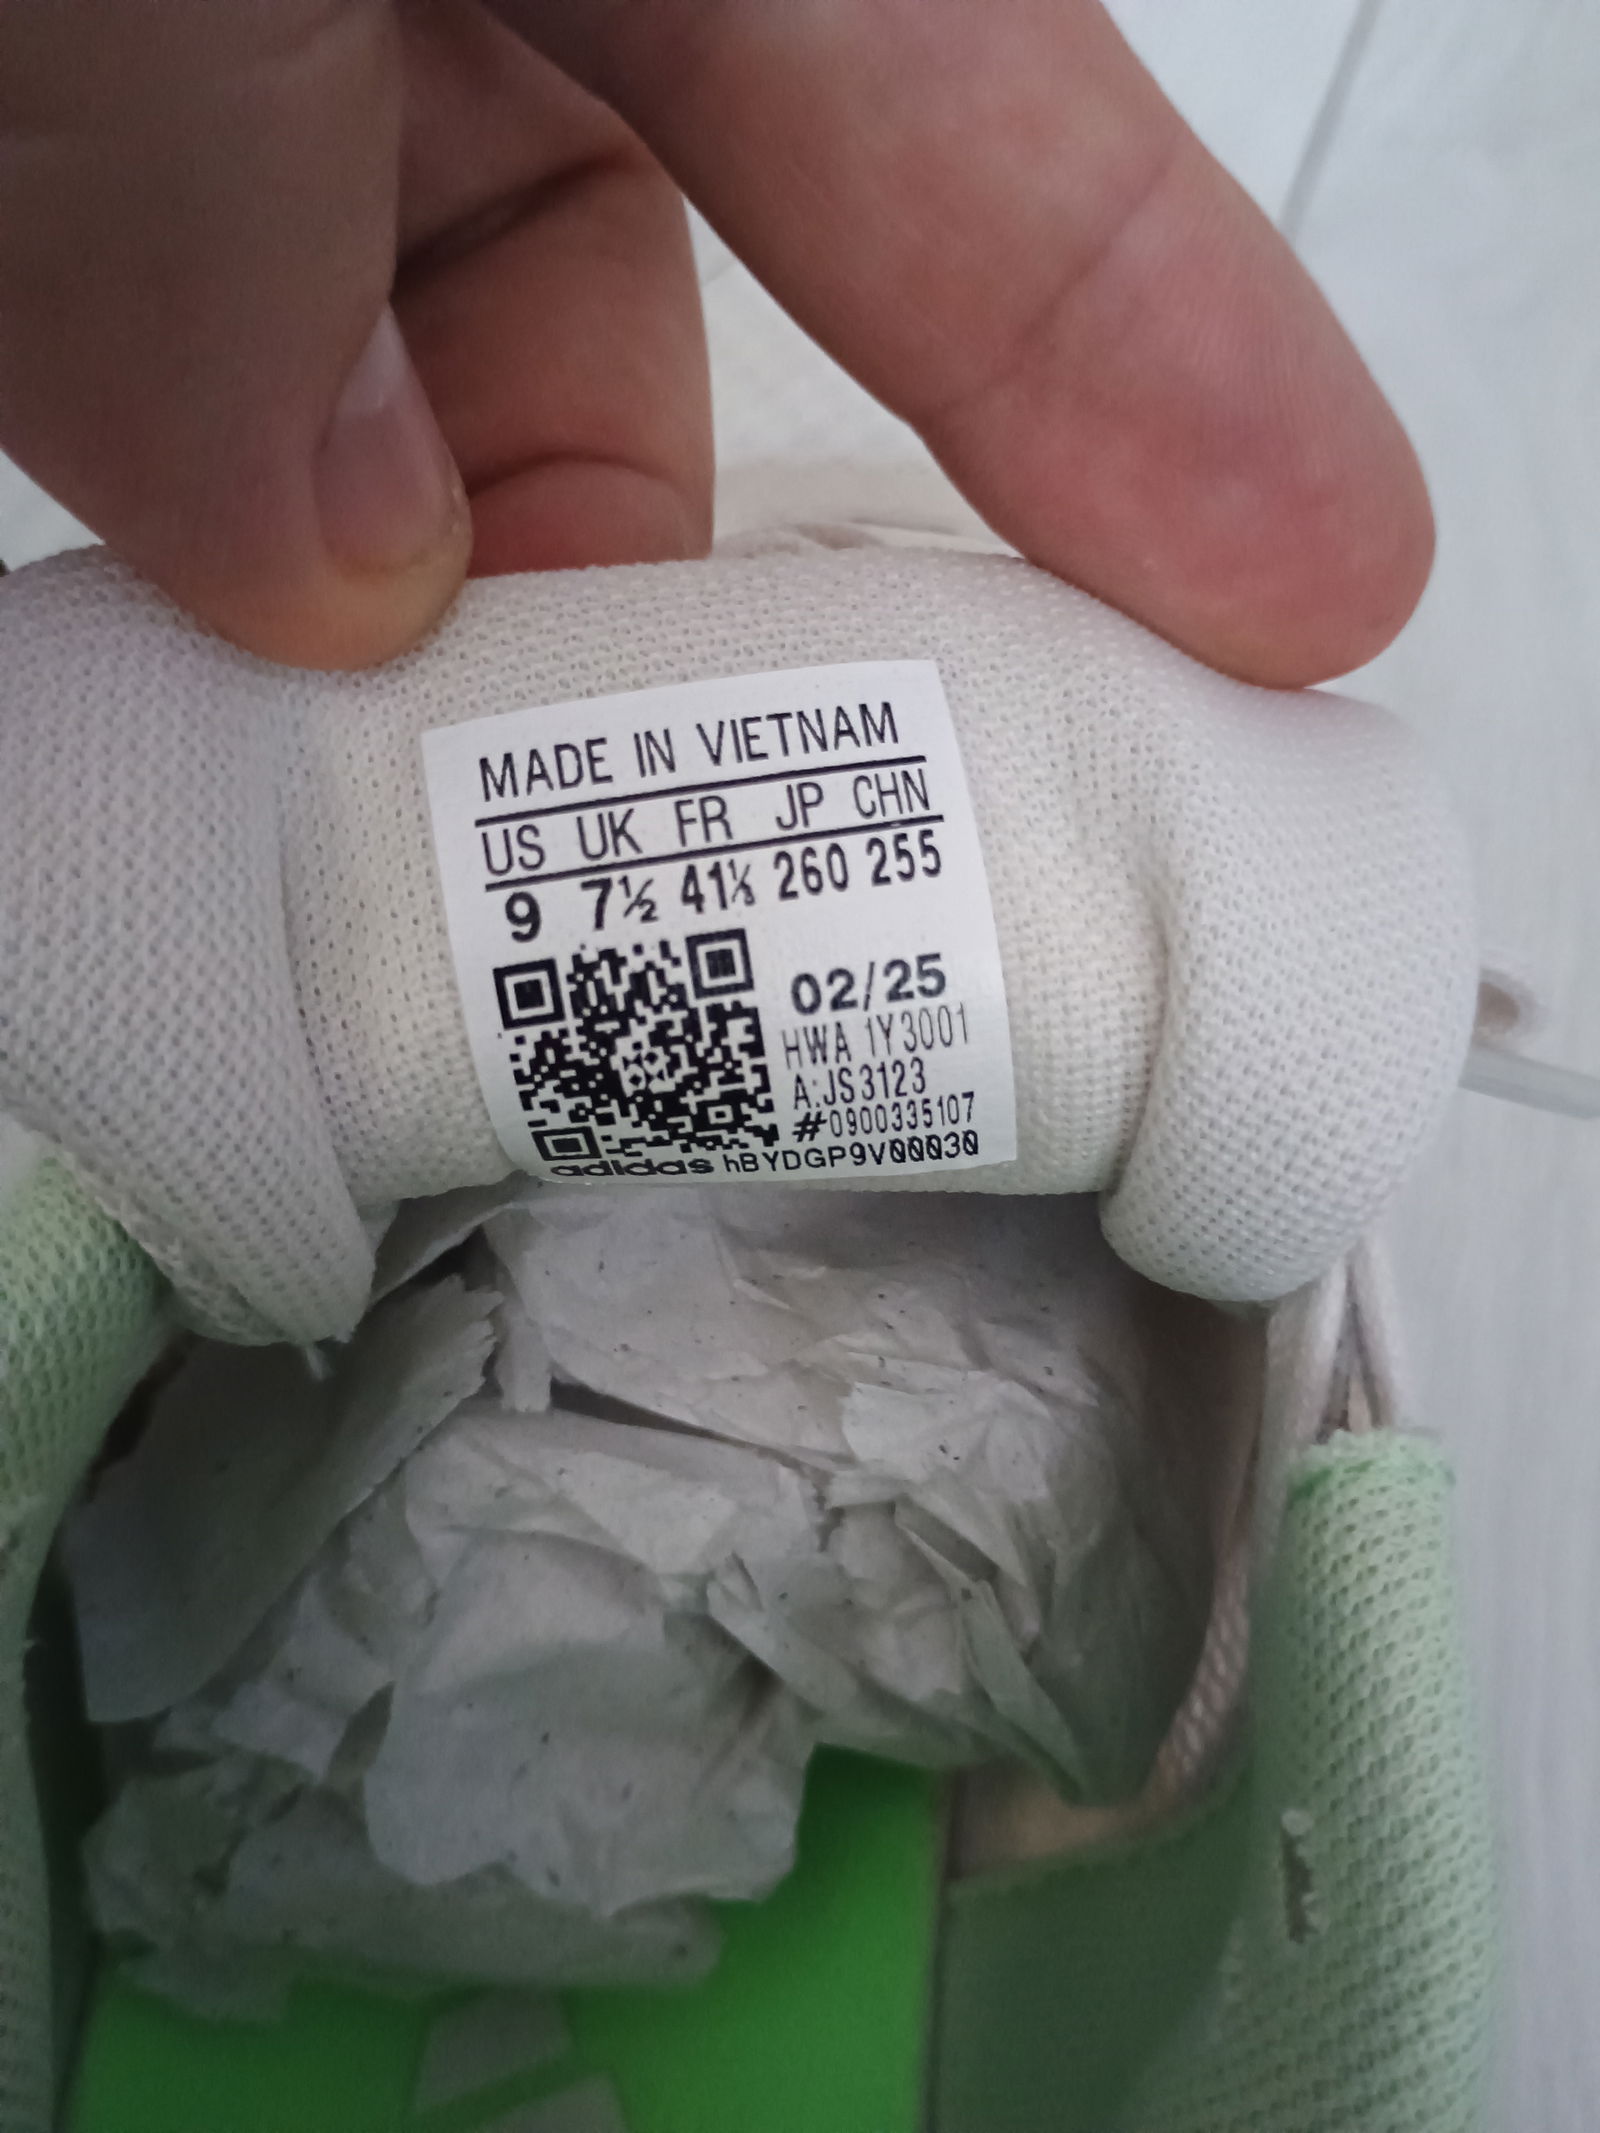 MADE IN VIETNAM
US UK FR JP CHN
9 7½ 41⅓ 260 255
02/25
HWA 1Y3001
A:JS3123
#0900335107
adidas hBYDGP9V00030